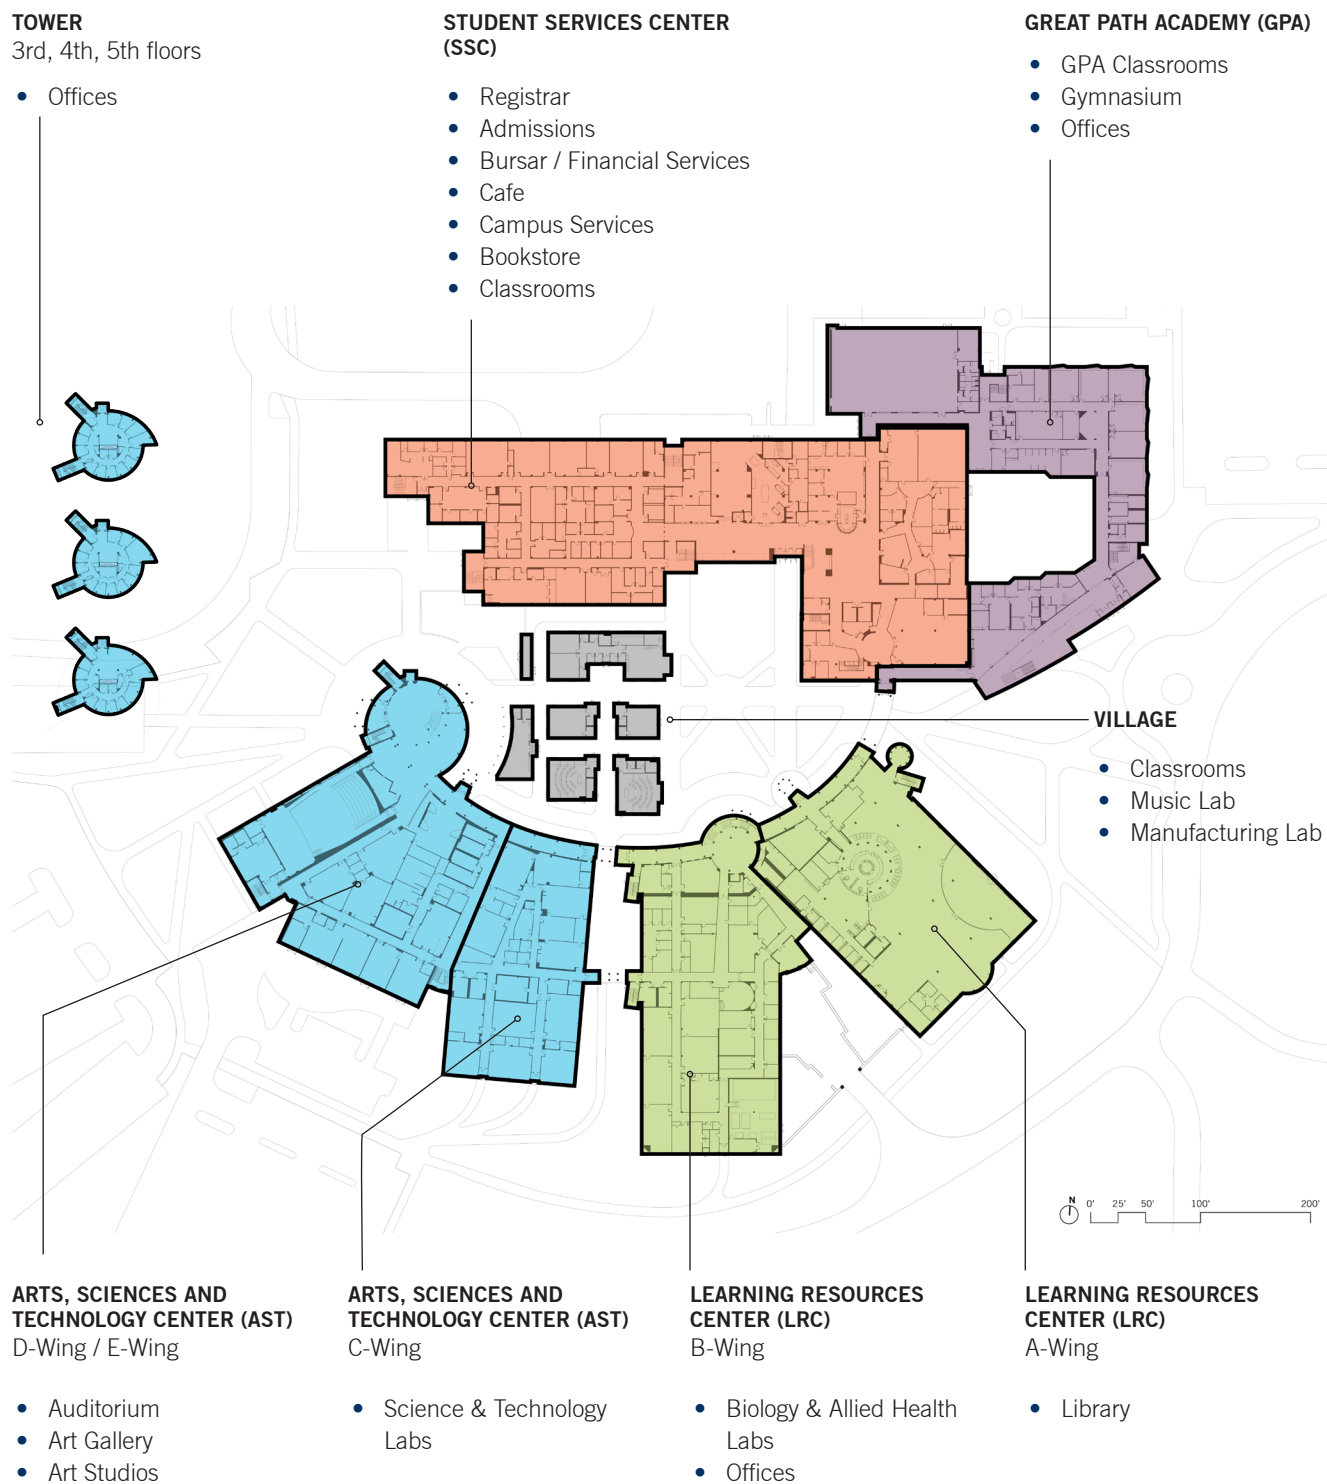 TOWER
3rd, 4th, 5th floors
• Offices
STUDENT SERVICES CENTER
(SSC)
• Registrar
• Admissions
• Bursar / Financial Services
• Cafe
• Campus Services
• Bookstore
• Classrooms
GREAT PATH ACADEMY (GPA)
• GPA Classrooms
• Gymnasium
• Offices
VILLAGE
• Classrooms
• Music Lab
• Manufacturing Lab
N 0' 25' 50' 100' 200'
ARTS, SCIENCES AND
TECHNOLOGY CENTER (AST)
D-Wing / E-Wing
• Auditorium
• Art Gallery
• Art Studios
ARTS, SCIENCES AND
TECHNOLOGY CENTER (AST)
C-Wing
• Science & Technology
Labs
LEARNING RESOURCES
CENTER (LRC)
B-Wing
• Biology & Allied Health
Labs
• Offices
LEARNING RESOURCES
CENTER (LRC)
A-Wing
• Library